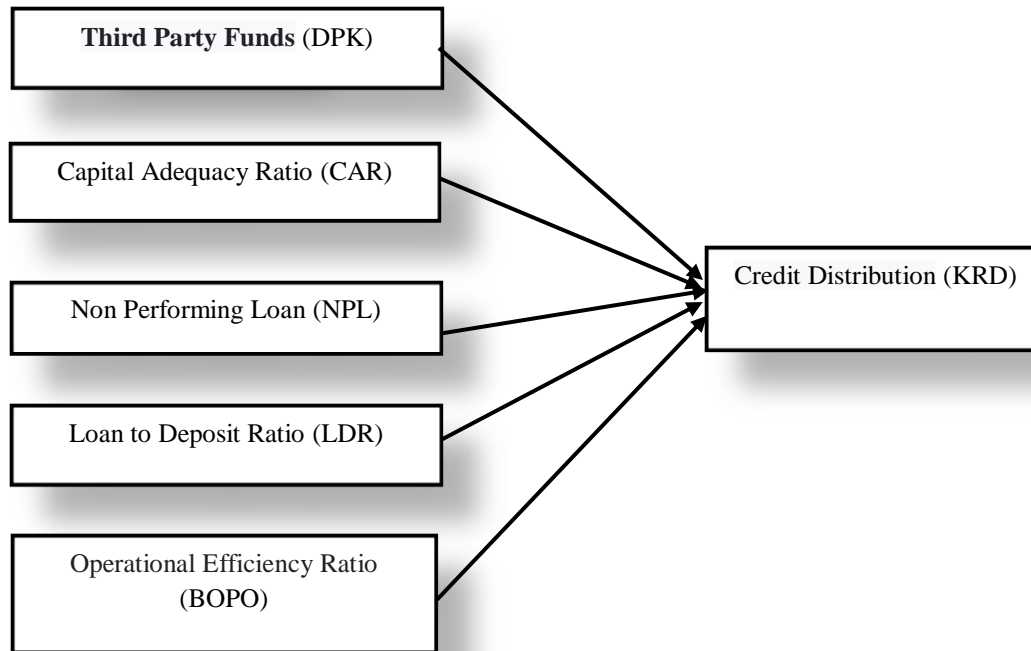 Third Party Funds (DPK)
Capital Adequacy Ratio (CAR)
Non Performing Loan (NPL)
Credit Distribution (KRD)
Loan to Deposit Ratio (LDR)
Operational Efficiency Ratio
(BOPO)